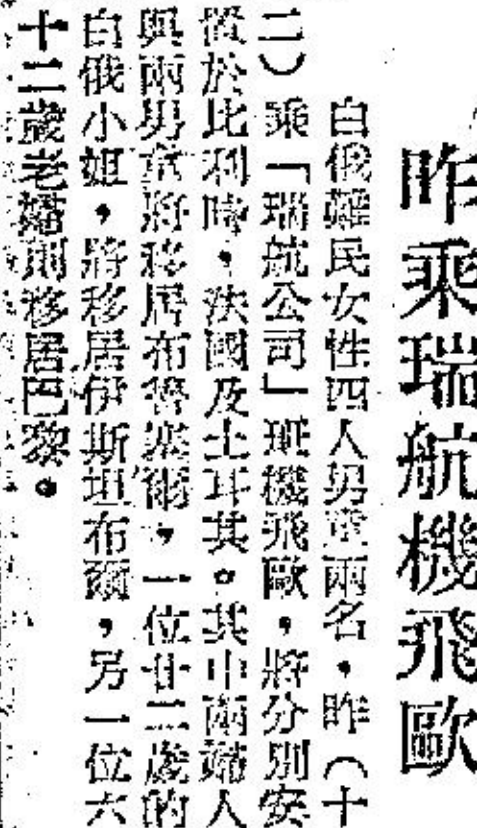 昨乘瑞航機飛歐
白俄難民女性四人男童兩名，昨（十
二）乘「瑞航公司」班機飛歐，將分別安
置於比利時，法國及土耳其。其中兩婦人
與兩男童將移居布魯塞爾，一位廿二歲的
白俄小姐，將移居伊斯坦布爾，另一位六
十二歲老婦則移居巴黎。